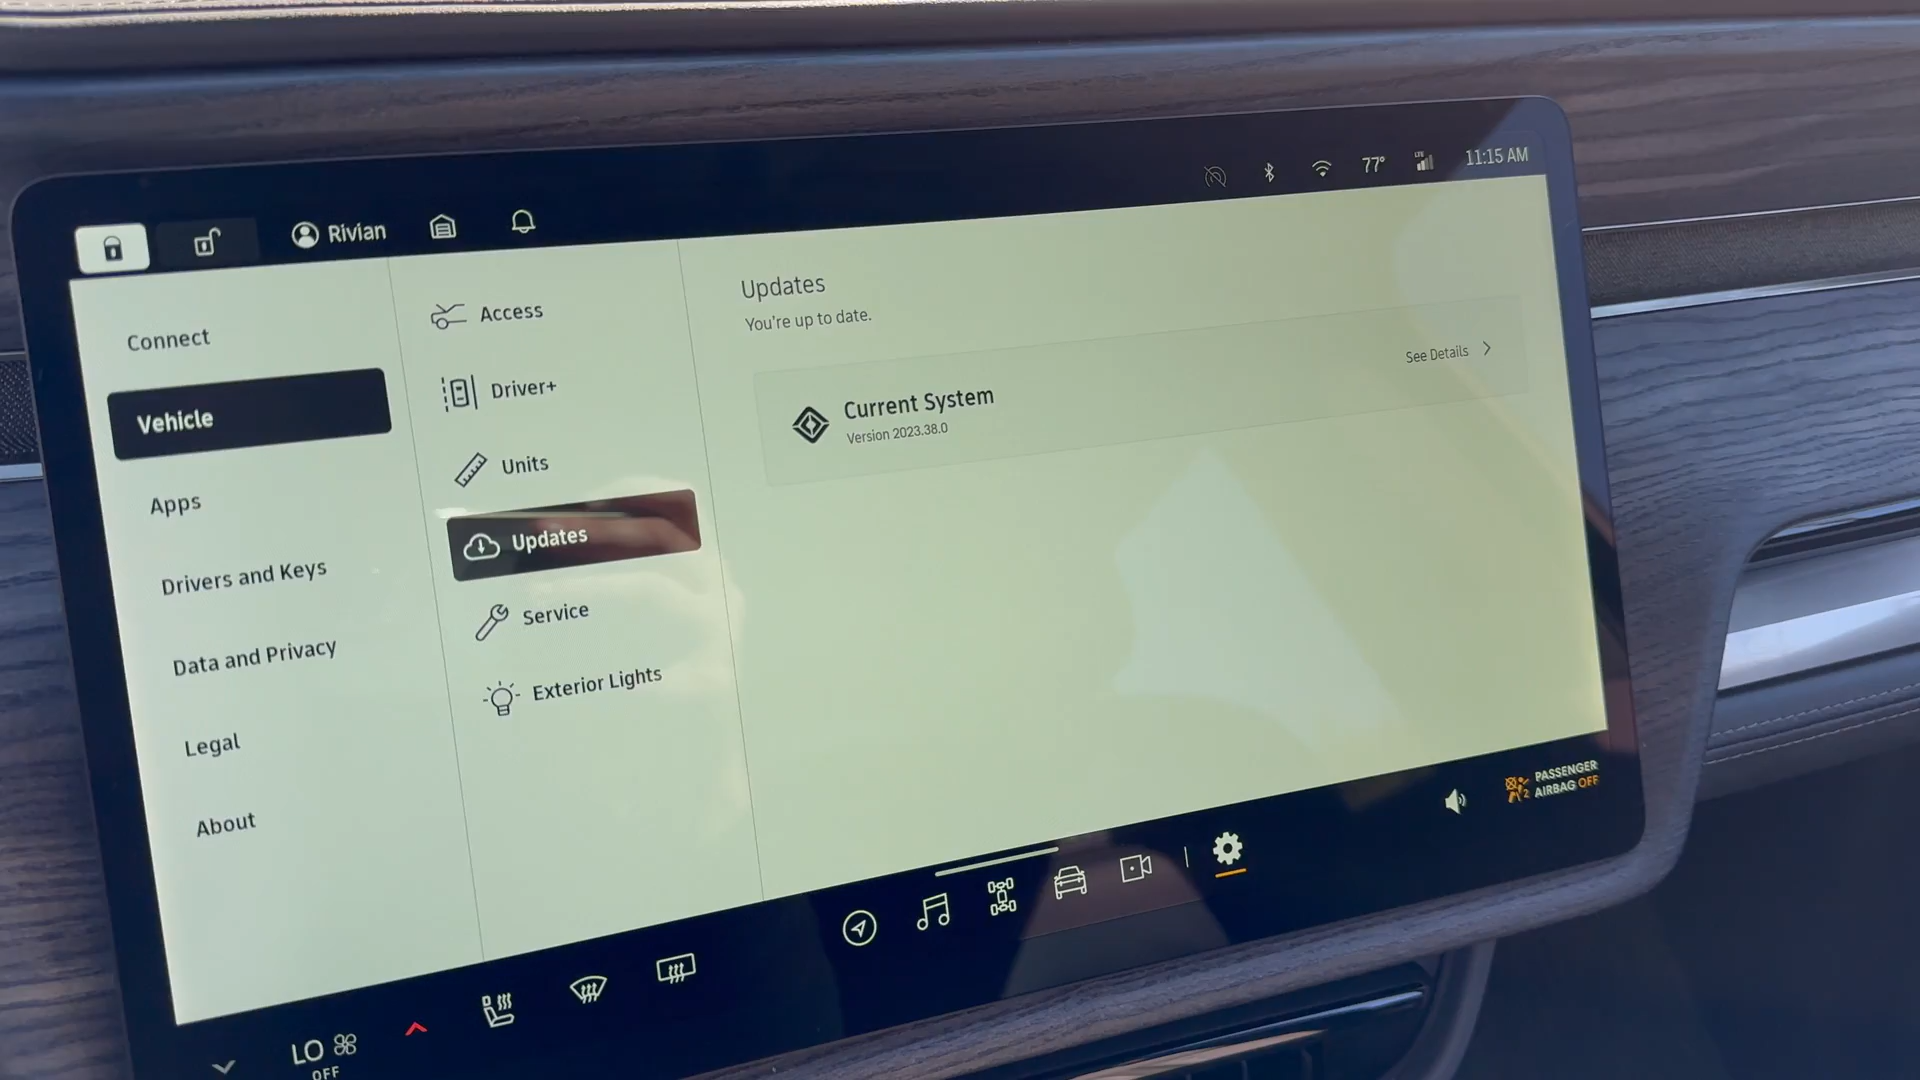 Rivian
77°
LTE
11:15 AM
Connect
Vehicle
Apps
Drivers and Keys
Data and Privacy
Legal
About
Access
Driver+
Units
Updates
Service
Exterior Lights
Updates
You're up to date.
Current System
Version 2023.38.0
See Details
PASSENGER
AIRBAG OFF
2
LO
OFF